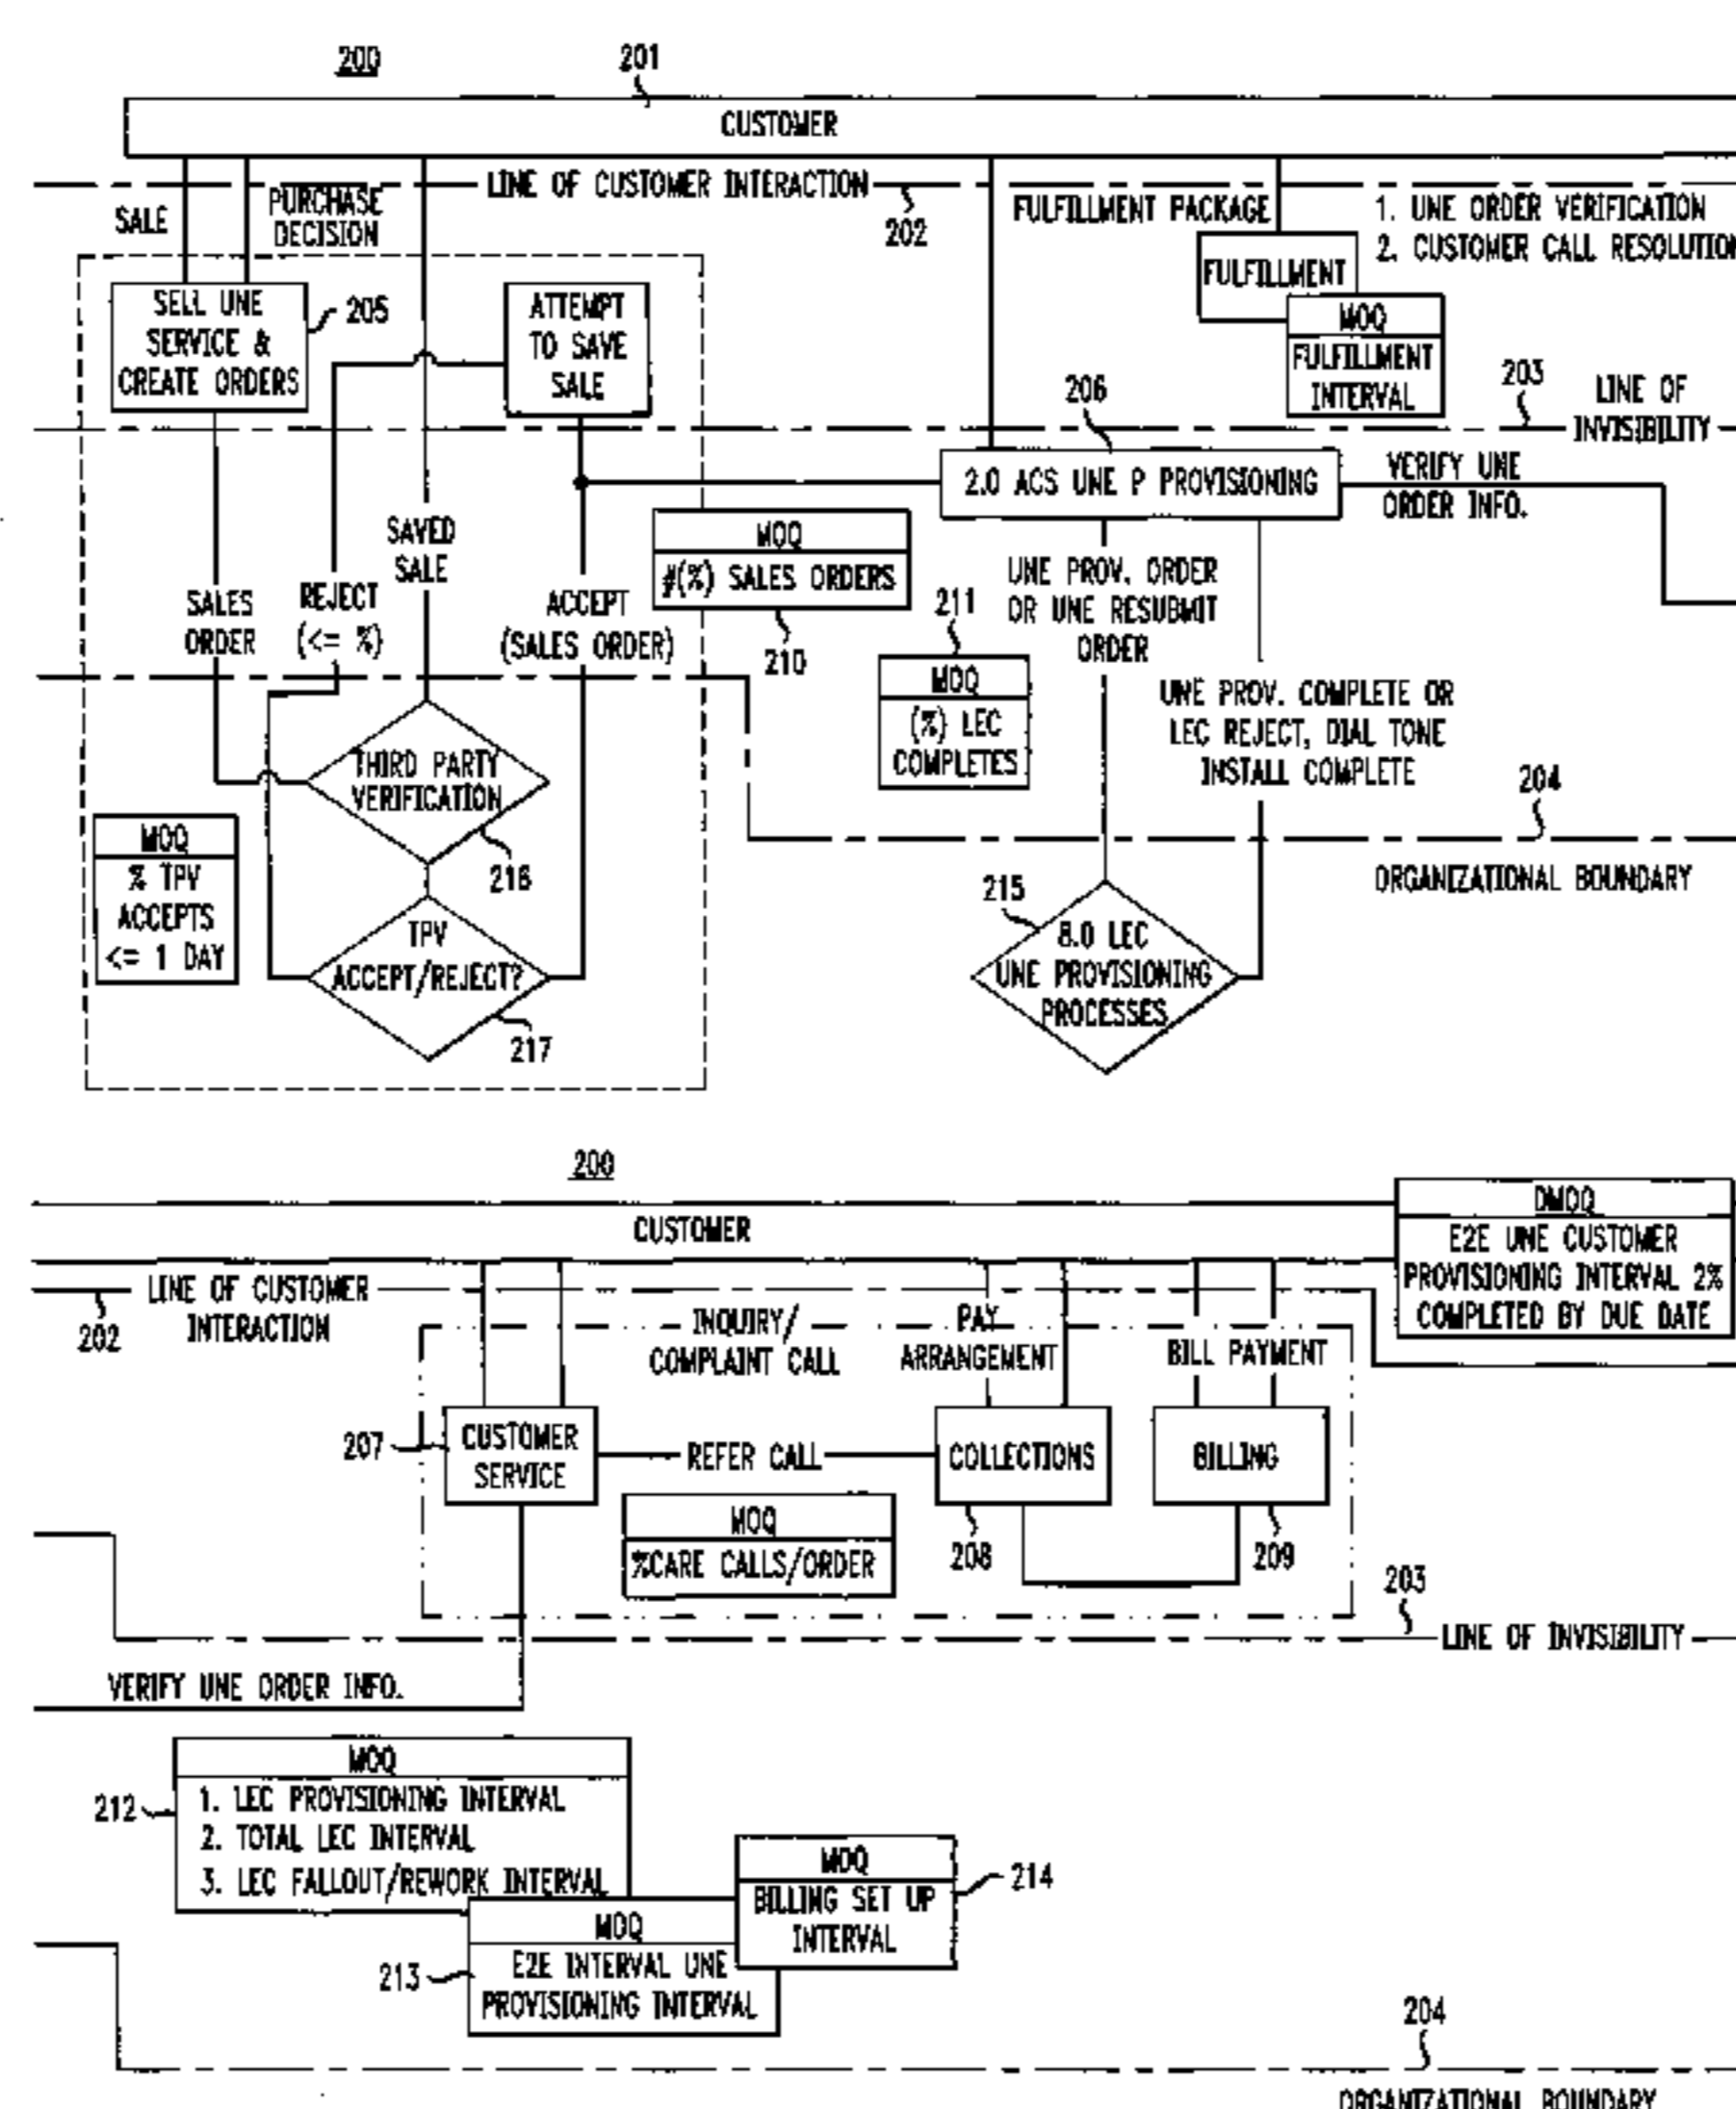 200
201
CUSTOMER
LINE OF CUSTOMER INTERACTION
202
SALE
PURCHASE
DECISION
FULFILLMENT PACKAGE
1. UNE ORDER VERIFICATION
2. CUSTOMER CALL RESOLUTION
SELL UNE
SERVICE &
CREATE ORDERS
205
ATTEMPT
TO SAVE
SALE
FULFILLMENT
MOQ
FULFILLMENT
INTERVAL
203
LINE OF
INVISIBILITY
206
2.0 ACS UNE P PROVISIONING
VERIFY UNE
ORDER INFO.
SAVED
SALE
SALES
ORDER
REJECT
(<= %)
ACCEPT
(SALES ORDER)
MOQ
#(%) SALES ORDERS
210
211
MOQ
(%) LEC
COMPLETES
UNE PROV. ORDER
OR UNE RESUBMIT
ORDER
UNE PROV. COMPLETE OR
LEC REJECT, DIAL TONE
INSTALL COMPLETE
THIRD PARTY
VERIFICATION
216
MOQ
% TPV
ACCEPTS
<= 1 DAY
TPV
ACCEPT/REJECT?
217
204
ORGANIZATIONAL BOUNDARY
215
8.0 LEC
UNE PROVISIONING
PROCESSES
200
CUSTOMER
DMOQ
E2E UNE CUSTOMER
PROVISIONING INTERVAL 2%
COMPLETED BY DUE DATE
LINE OF CUSTOMER
INTERACTION
202
INQUIRY/
COMPLAINT CALL
PAY
ARRANGEMENT
BILL PAYMENT
207
CUSTOMER
SERVICE
REFER CALL
COLLECTIONS
BILLING
MOQ
%CARE CALLS/ORDER
208
209
203
LINE OF INVISIBILITY
VERIFY UNE ORDER INFO.
212
MOQ
1. LEC PROVISIONING INTERVAL
2. TOTAL LEC INTERVAL
3. LEC FALLOUT/REWORK INTERVAL
MOQ
BILLING SET UP
INTERVAL
214
213
MOQ
E2E INTERVAL UNE
PROVISIONING INTERVAL
204
ORGANIZATIONAL BOUNDARY